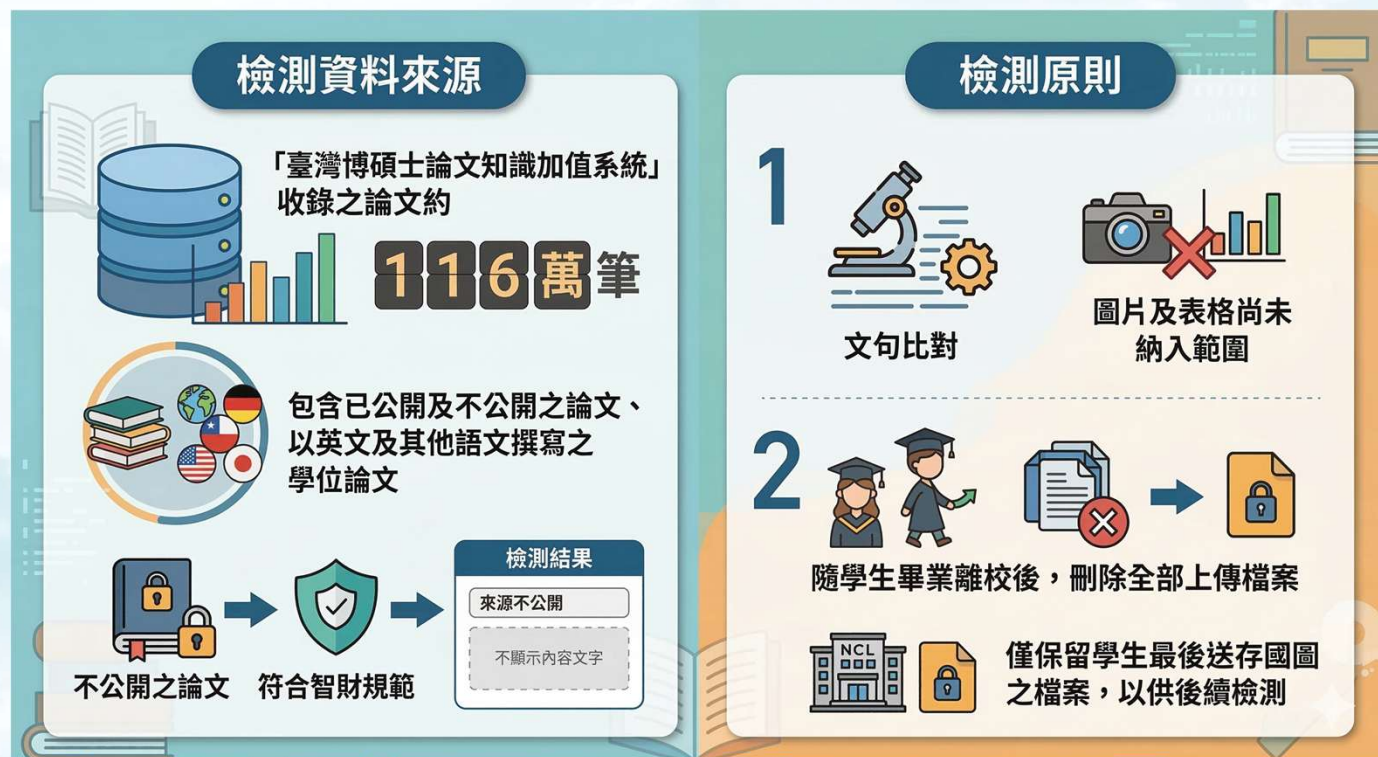 檢測資料來源
「臺灣博碩士論文知識加值系統」
收錄之論文約
116萬筆
包含已公開及不公開之論文、
以英文及其他語文撰寫之
學位論文
不公開之論文
符合智財規範
檢測結果
來源不公開
不顯示內容文字
檢測原則
1
文句比對
圖片及表格尚未
納入範圍
2
隨學生畢業離校後，刪除全部上傳檔案
NCL
僅保留學生最後送存國圖
之檔案，以供後續檢測